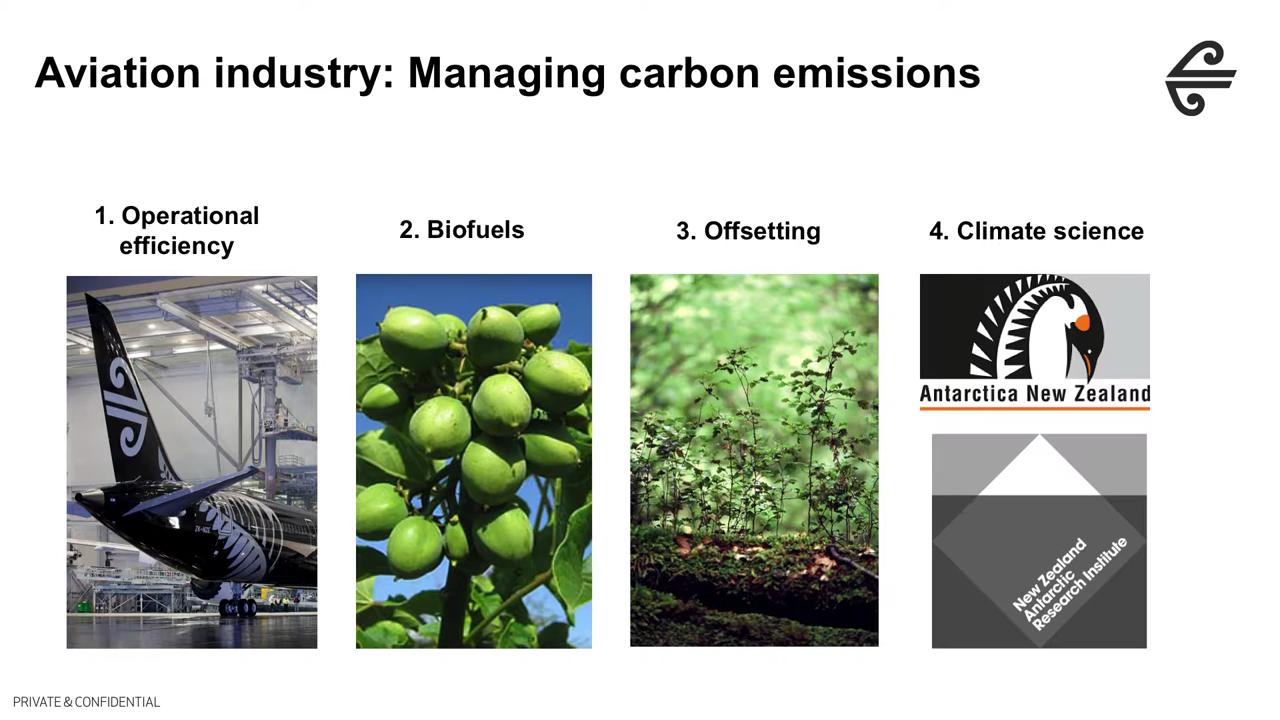 Aviation industry: Managing carbon emissions
1. Operational
efficiency
2. Biofuels
3. Offsetting
4. Climate science
Antarctica New Zealand
New Zealand
Antarctic
Research Institute
PRIVATE & CONFIDENTIAL